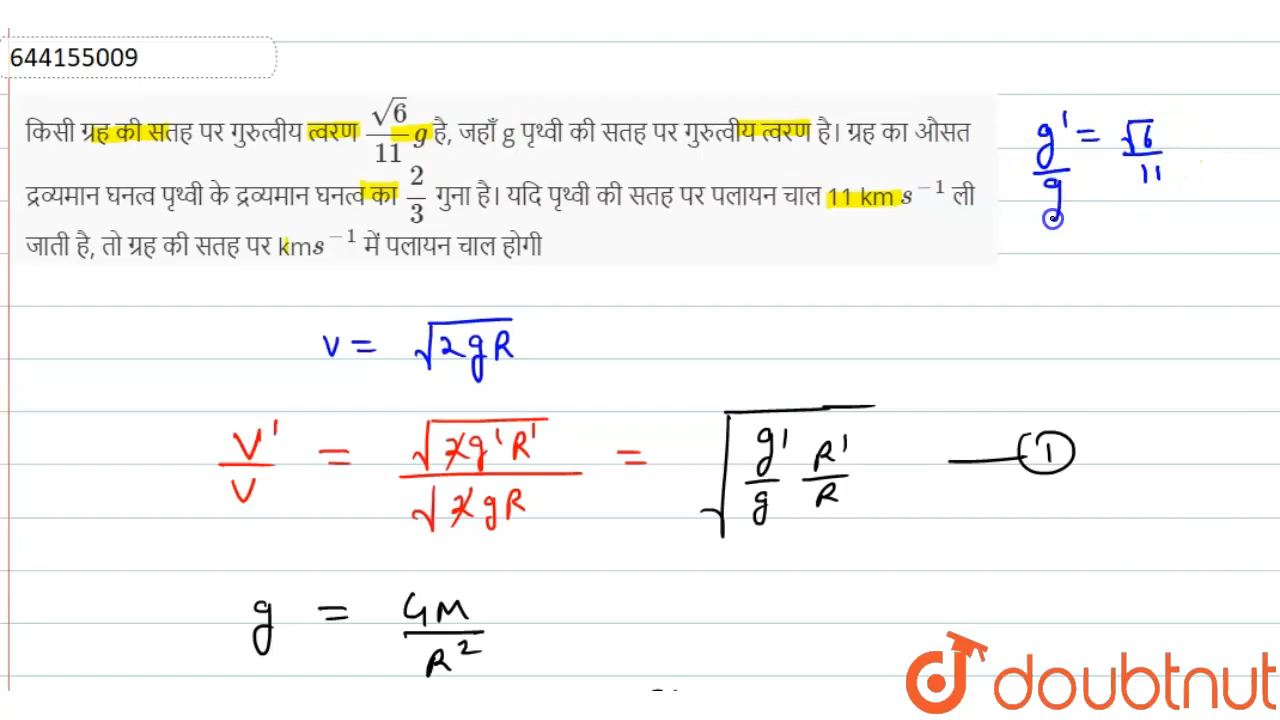 644155009
किसी ग्रह की सतह पर गुरुत्वीय त्वरण √6/11 g है, जहाँ g पृथ्वी की सतह पर गुरुत्वीय त्वरण है। ग्रह का औसत
द्रव्यमान घनत्व पृथ्वी के द्रव्यमान घनत्व का 2/3 गुना है। यदि पृथ्वी की सतह पर पलायन चाल 11 km s⁻¹ ली
जाती है, तो ग्रह की सतह पर kms⁻¹ में पलायन चाल होगी
g'/g = √6/11
v = √2gR
V'/V = √2g'R'/√2gR = √(g'/g R'/R) — ①
g = GM/R²
doubtnut